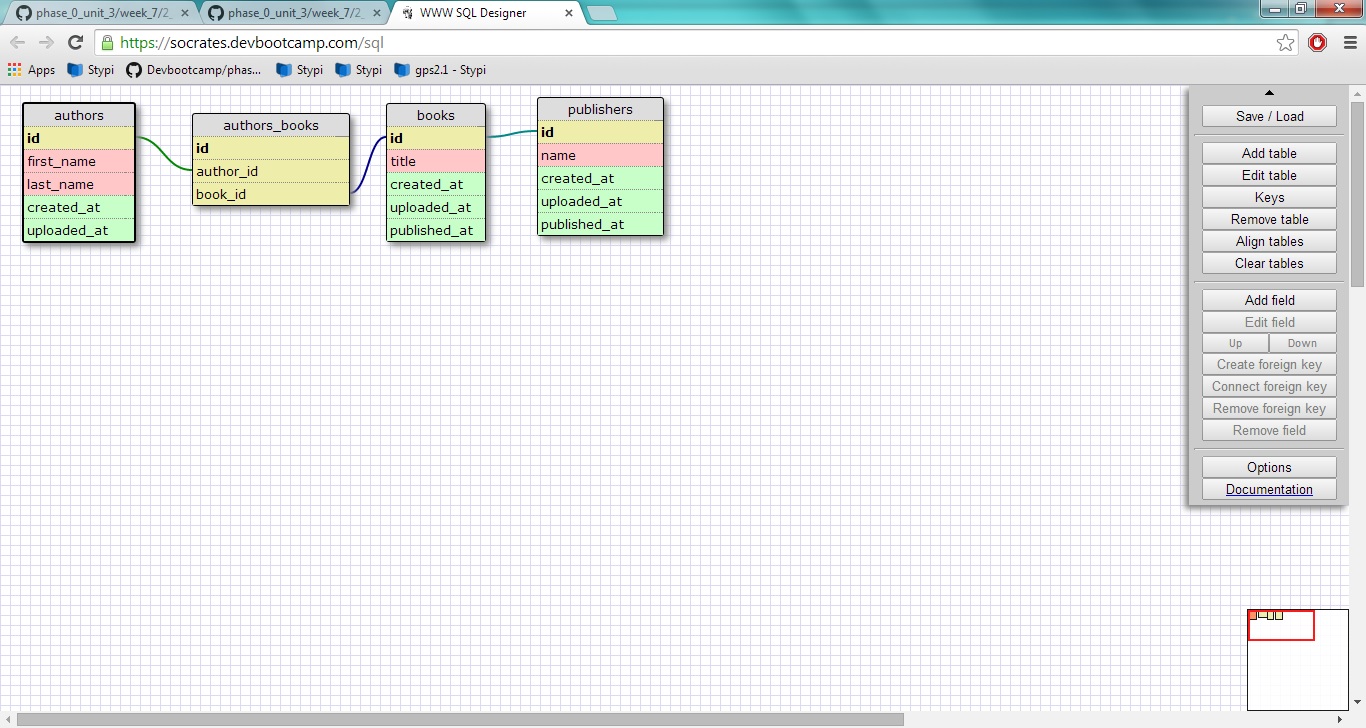 phase_0_unit_3/week_7/2_
phase_0_unit_3/week_7/2_
WWW SQL Designer
https://socrates.devbootcamp.com/sql
Apps Stypi Devbootcamp/phas... Stypi Stypi gps2.1 - Stypi
authors
id
first_name
last_name
created_at
uploaded_at
authors_books
id
author_id
book_id
books
id
title
created_at
uploaded_at
published_at
publishers
id
name
created_at
uploaded_at
published_at
Save / Load
Add table
Edit table
Keys
Remove table
Align tables
Clear tables
Add field
Edit field
Up Down
Create foreign key
Connect foreign key
Remove foreign key
Remove field
Options
Documentation